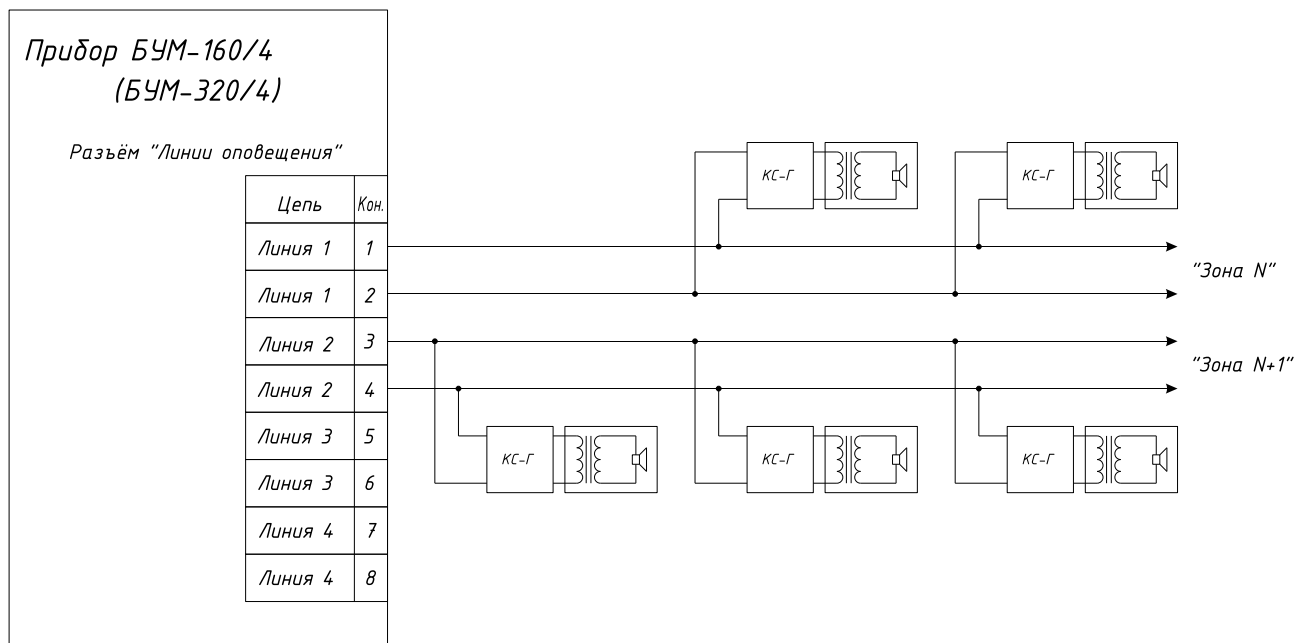 Прибор БУМ-160/4
(БУМ-320/4)
Разъём "Линии оповещения"
Цепь Кон.
Линия 1 1
Линия 1 2
Линия 2 3
Линия 2 4
Линия 3 5
Линия 3 6
Линия 4 7
Линия 4 8
КС-Г КС-Г
"Зона N"
"Зона N+1"
КС-Г КС-Г КС-Г